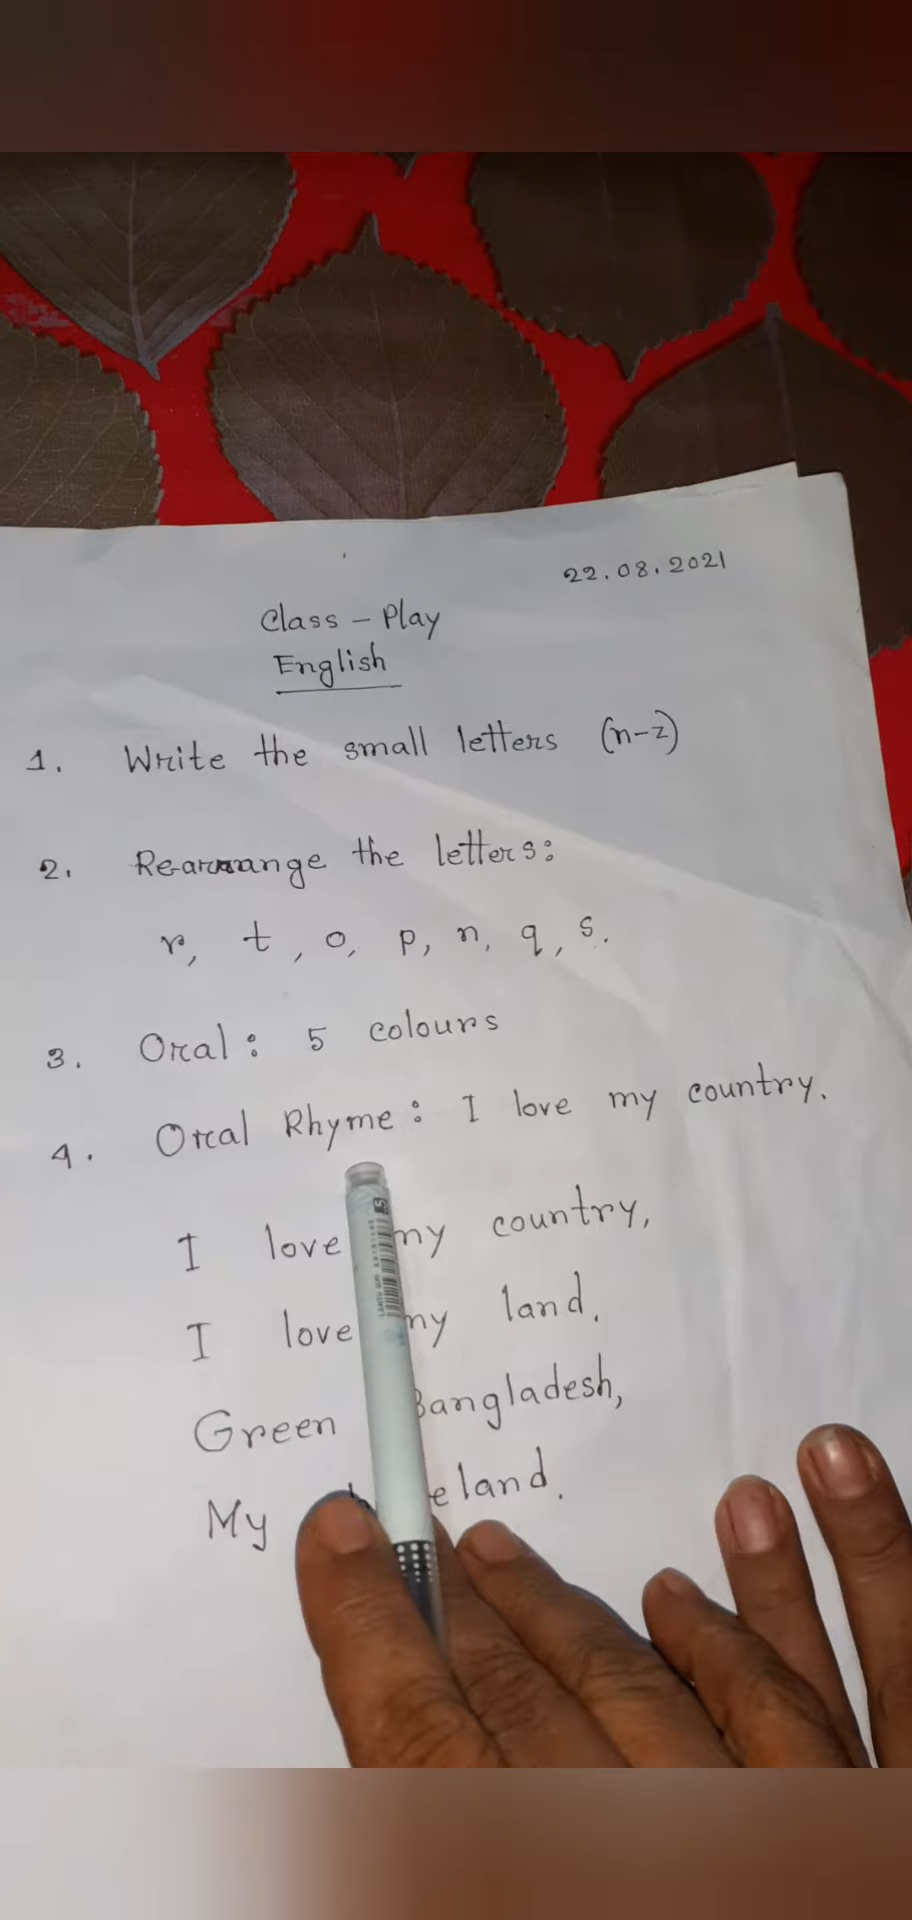 22.08.2021
Class - Play
English
1. Write the small letters (n-z)
2. Rearrange the letters:
r, t, o, p, n, q, s.
3. Oral: 5 colours
4. Oral Rhyme: I love my country.
I love my country,
I love my land.
Green Bangladesh,
My eland.